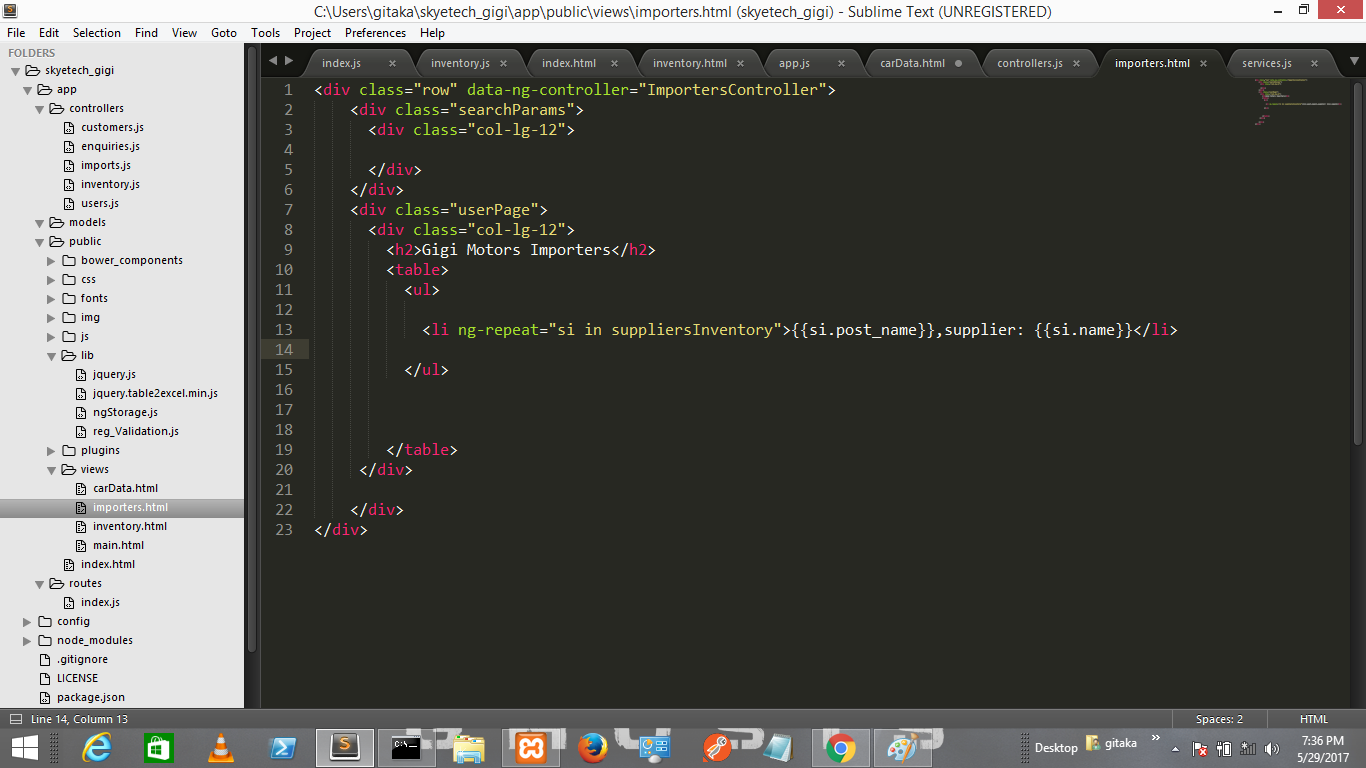 C:\Users\gitaka\skyetech_gigi\app\public\views\importers.html (skyetech_gigi) - Sublime Text (UNREGISTERED)
File Edit Selection Find View Goto Tools Project Preferences Help
FOLDERS
skyetech_gigi
app
controllers
customers.js
enquiries.js
imports.js
inventory.js
users.js
models
public
bower_components
css
fonts
img
js
lib
jquery.js
jquery.table2excel.min.js
ngStorage.js
reg_Validation.js
plugins
views
carData.html
importers.html
inventory.html
main.html
index.html
routes
index.js
config
node_modules
.gitignore
LICENSE
package.json
index.js inventory.js index.html inventory.html app.js carData.html controllers.js importers.html services.js
1 <div class="row" data-ng-controller="ImportersController">
2 <div class="searchParams">
3 <div class="col-lg-12">
4
5 </div>
6 </div>
7 <div class="userPage">
8 <div class="col-lg-12">
9 <h2>Gigi Motors Importers</h2>
10 <table>
11 <ul>
12
13 <li ng-repeat="si in suppliersInventory">{{si.post_name}},supplier: {{si.name}}</li>
14
15 </ul>
16
17
18
19 </table>
20 </div>
21
22 </div>
23 </div>
Line 14, Column 13 Spaces: 2 HTML
Desktop gitaka 7:36 PM
5/29/2017